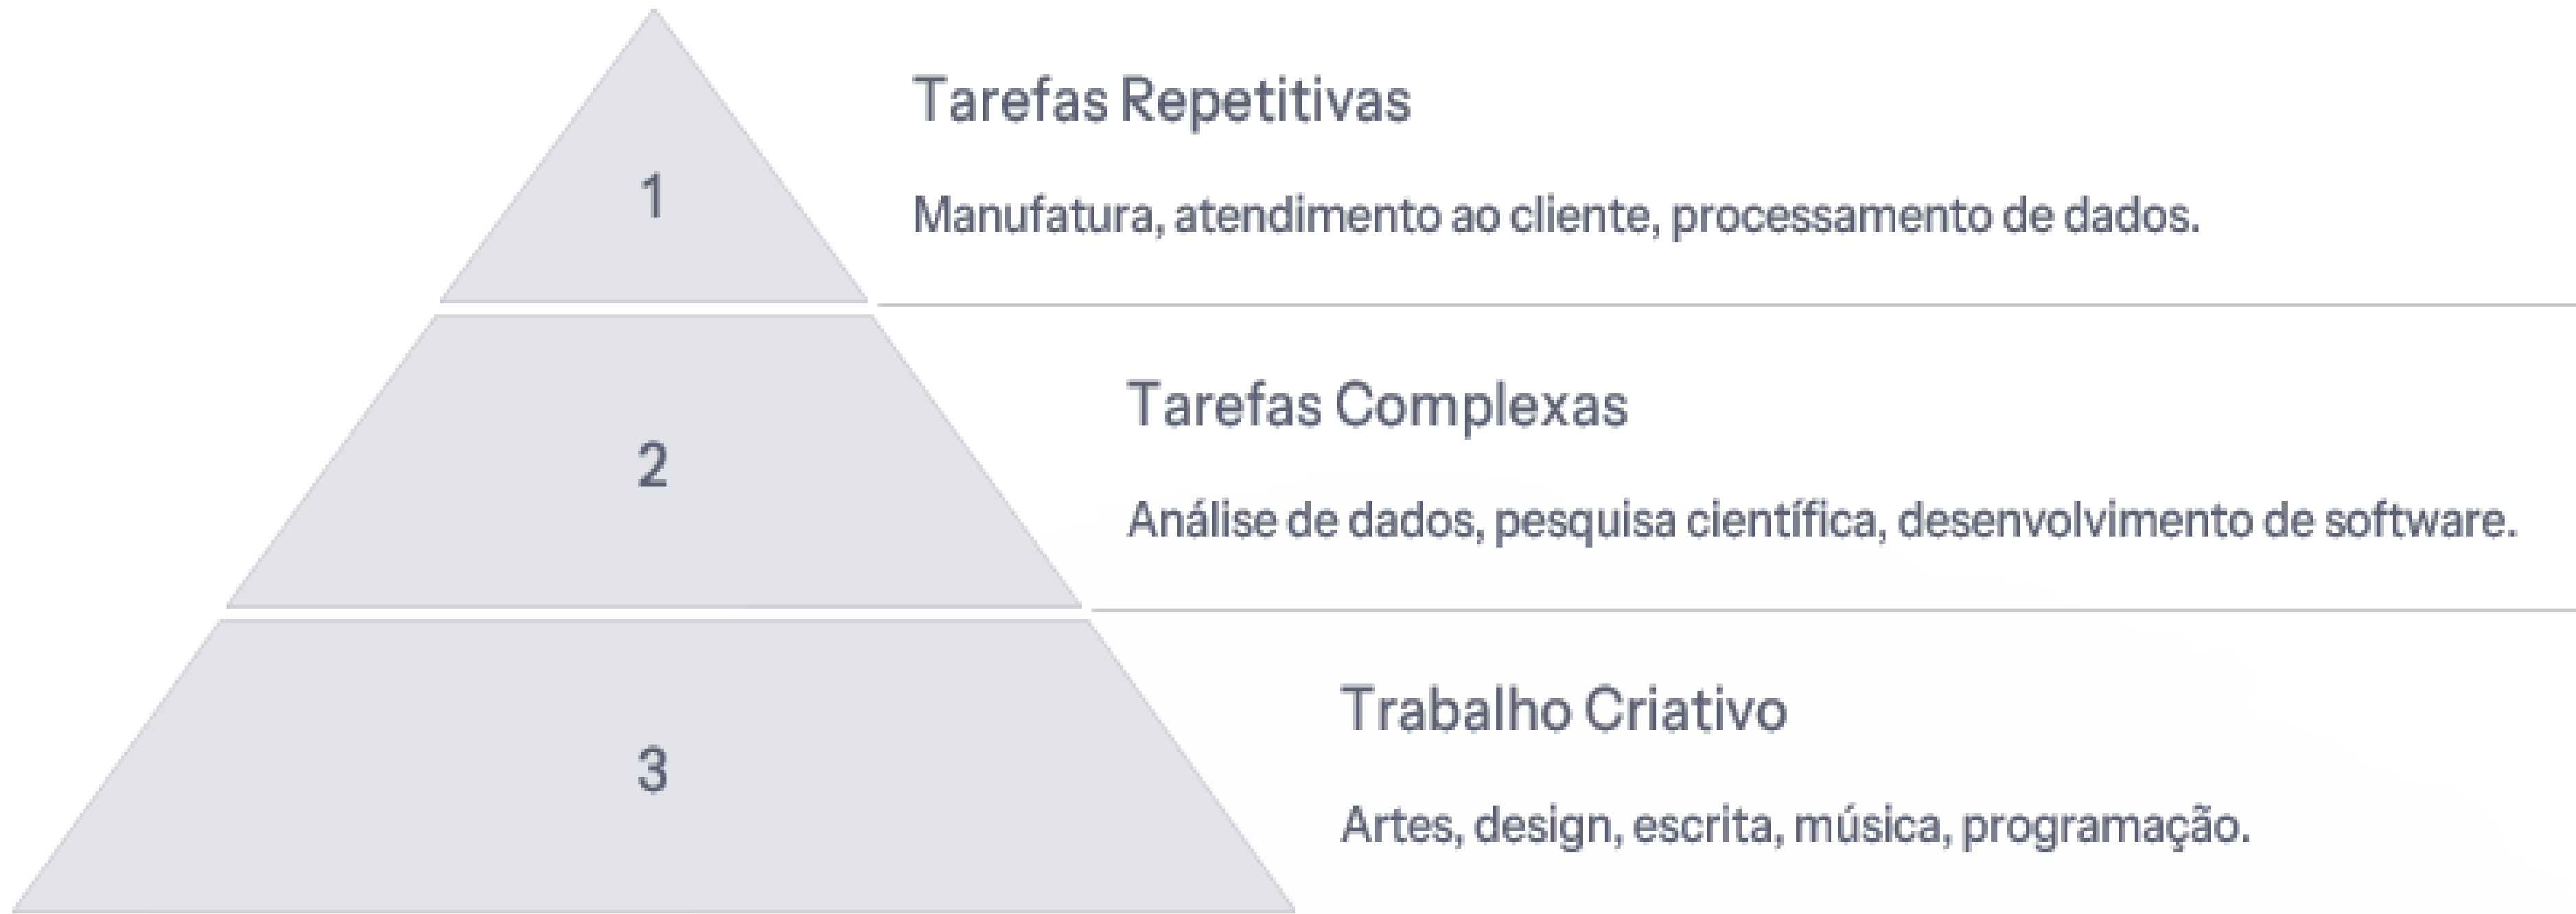 1
Tarefas Repetitivas
Manufatura, atendimento ao cliente, processamento de dados.
2
Tarefas Complexas
Análise de dados, pesquisa científica, desenvolvimento de software.
3
Trabalho Criativo
Artes, design, escrita, música, programação.